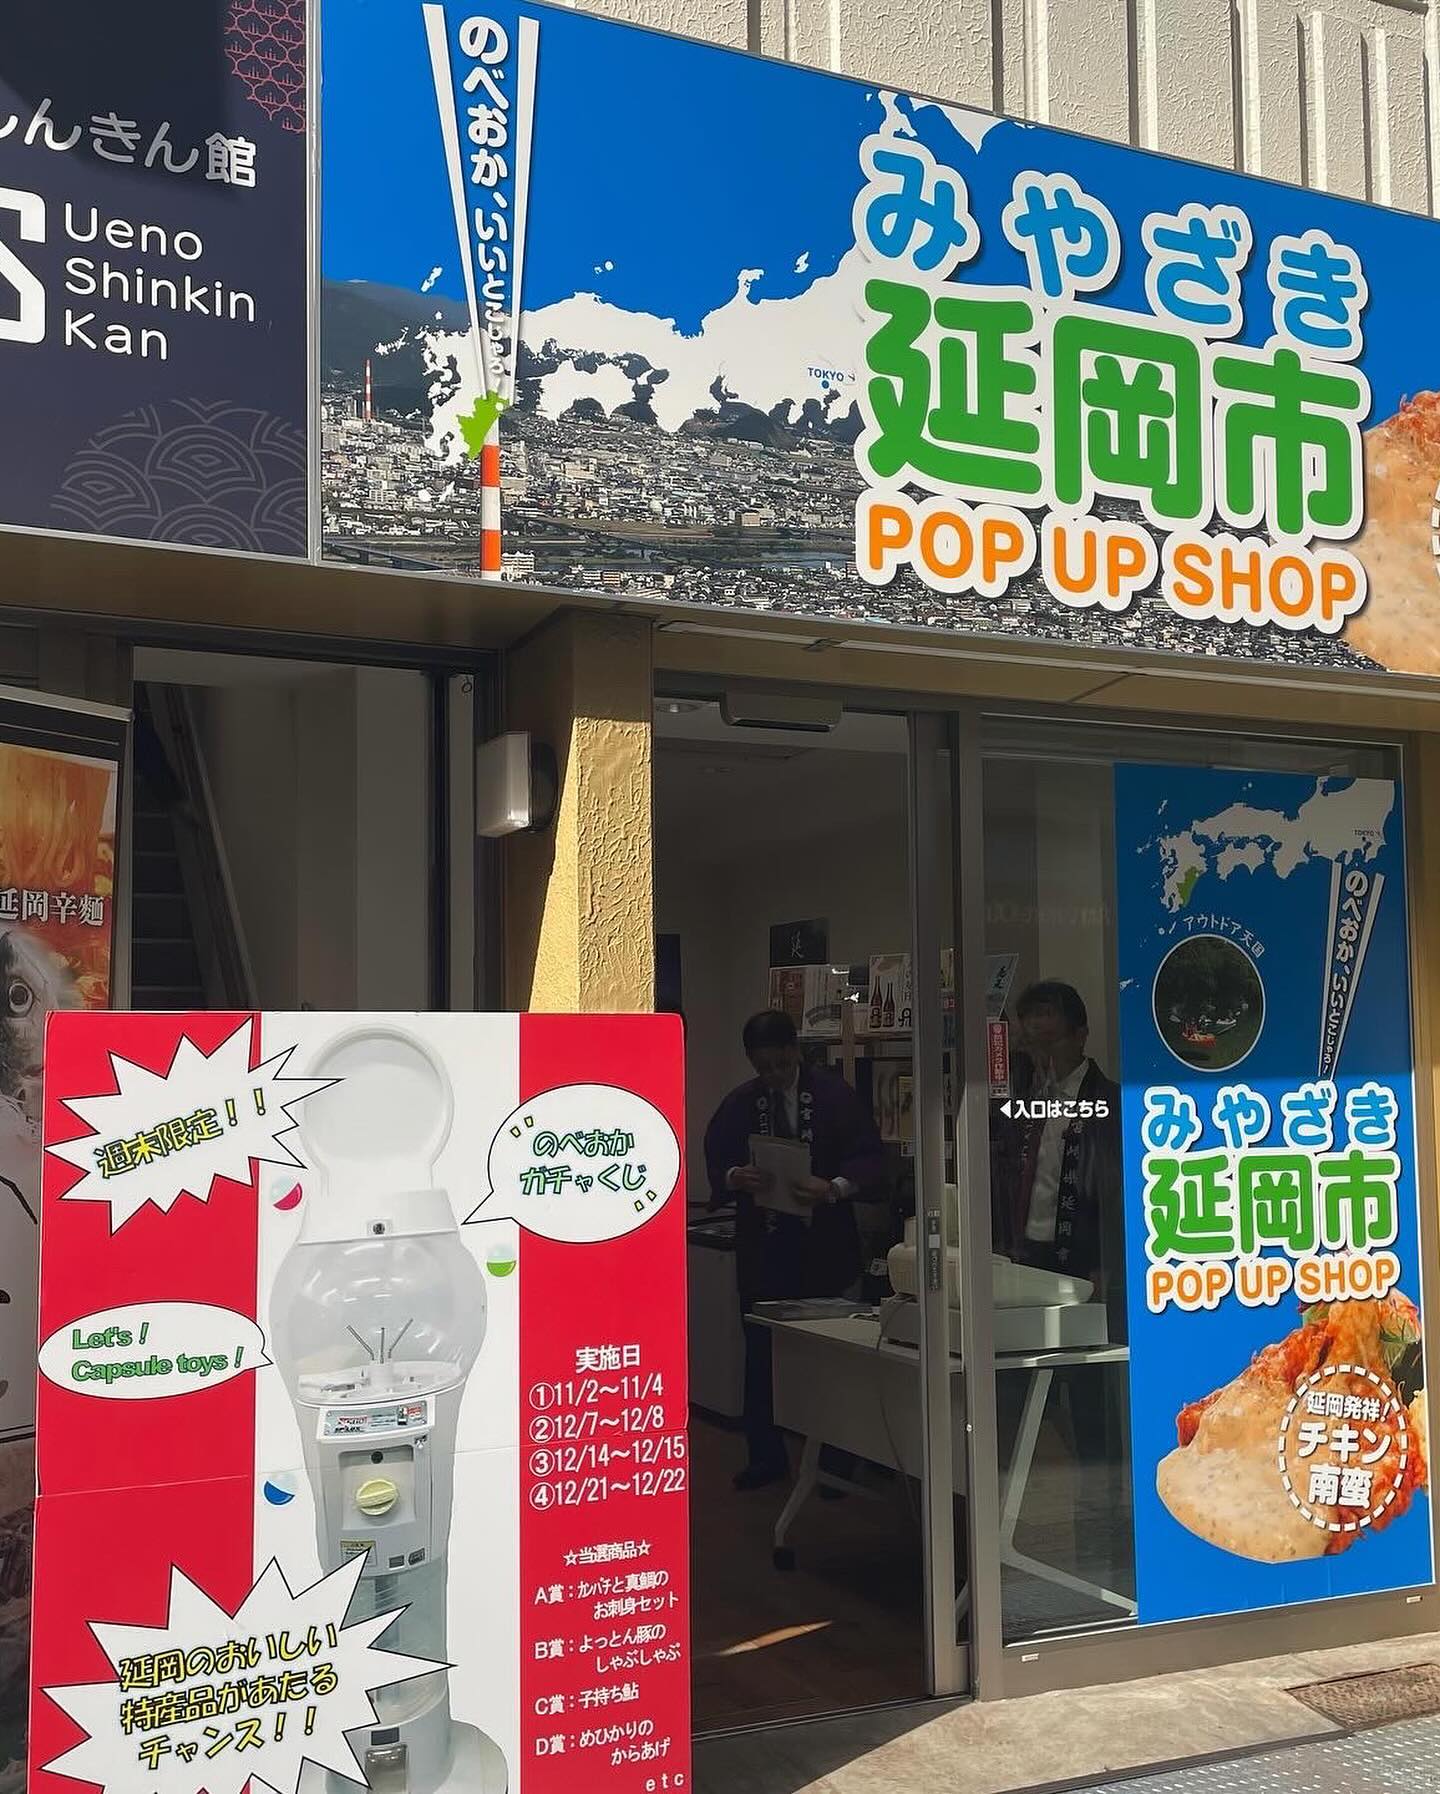 んきん館
Ueno
Shinkin
Kan
のべおか、いいとこじゃろ!
TOKYO
みやざき
延岡市
POP UP SHOP
延岡辛麺
週末限定!!
のべおか
ガチャくじ
Let's!
Capsule toys!
実施日
①11/2～11/4
②12/7～12/8
③12/14～12/15
④12/21～12/22
☆当選商品☆
A賞：カンパチと真鯛の
お刺身セット
B賞：よっとん豚の
しゃぶしゃぶ
C賞：子持ち鮎
D賞：めひかりの
からあげ
etc
延岡のおいしい
特産品があたる
チャンス!!
延
◀入口はこちら
TOKYO
のべおか、いいとこじゃろ!
アウトドア天国
みやざき
延岡市
POP UP SHOP
延岡発祥!
チキン
南蛮